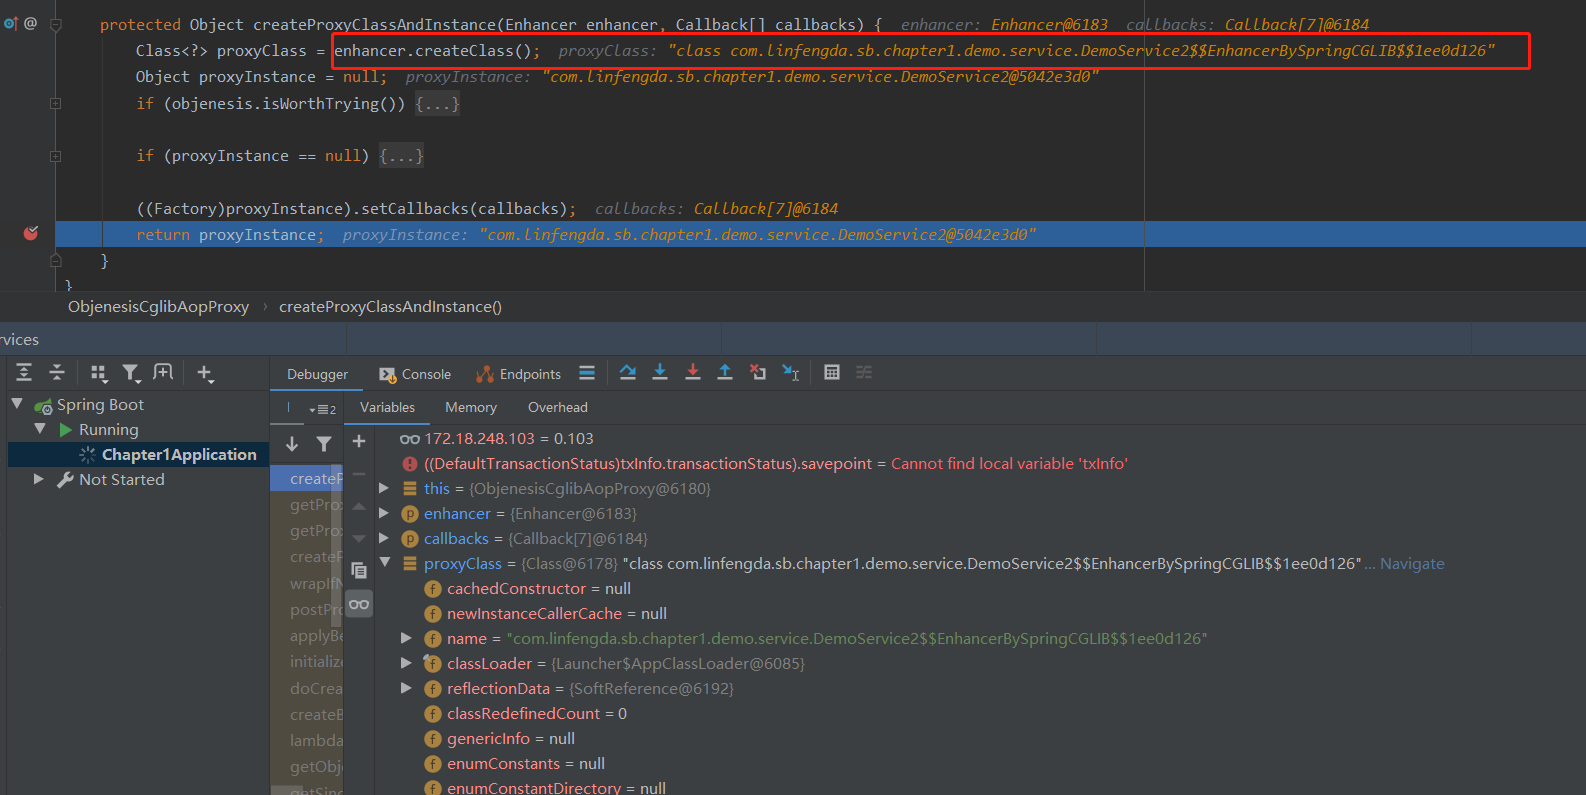 protected Object createProxyClassAndInstance(Enhancer enhancer, Callback[] callbacks) { enhancer: Enhancer@6183 callbacks: Callback[7]@6184
Class<?> proxyClass = enhancer.createClass(); proxyClass: "class com.linfengda.sb.chapter1.demo.service.DemoService2$$EnhancerBySpringCGLIB$$1ee0d126"
Object proxyInstance = null; proxyInstance: "com.linfengda.sb.chapter1.demo.service.DemoService2@5042e3d0"
if (objenesis.isWorthTrying()) {...}
if (proxyInstance == null) {...}
((Factory)proxyInstance).setCallbacks(callbacks); callbacks: Callback[7]@6184
return proxyInstance; proxyInstance: "com.linfengda.sb.chapter1.demo.service.DemoService2@5042e3d0"
}
}
ObjenesisCglibAopProxy › createProxyClassAndInstance()
rvices
Debugger Console Endpoints
Spring Boot
Running
Chapter1Application
Not Started
Variables Memory Overhead
createP
getProx
getProx
createP
wrapIfN
postPro
applyBe
initialize
doCrea
createB
lambda
getObj
getSing
172.18.248.103 = 0.103
((DefaultTransactionStatus)txInfo.transactionStatus).savepoint = Cannot find local variable 'txInfo'
this = {ObjenesisCglibAopProxy@6180}
enhancer = {Enhancer@6183}
callbacks = {Callback[7]@6184}
proxyClass = {Class@6178} "class com.linfengda.sb.chapter1.demo.service.DemoService2$$EnhancerBySpringCGLIB$$1ee0d126" ... Navigate
cachedConstructor = null
newInstanceCallerCache = null
name = "com.linfengda.sb.chapter1.demo.service.DemoService2$$EnhancerBySpringCGLIB$$1ee0d126"
classLoader = {Launcher$AppClassLoader@6085}
reflectionData = {SoftReference@6192}
classRedefinedCount = 0
genericInfo = null
enumConstants = null
enumConstantDirectory = null